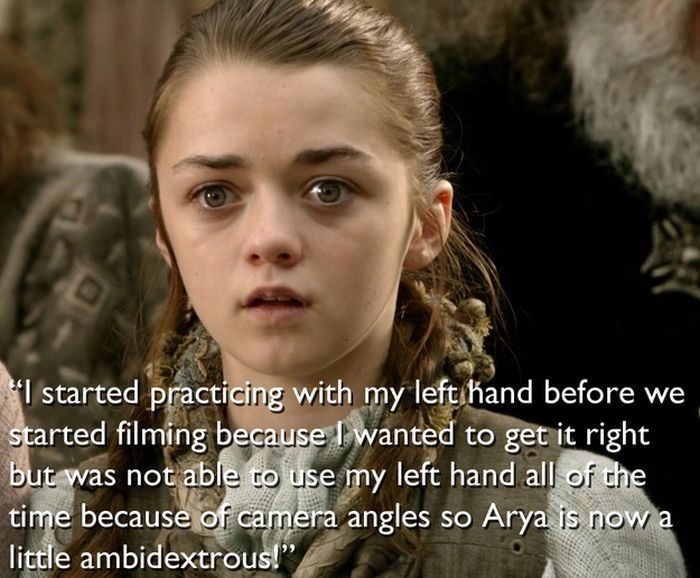 “I started practicing with my left hand before we
started filming because I wanted to get it right
but was not able to use my left hand all of the
time because of camera angles so Arya is now a
little ambidextrous!”